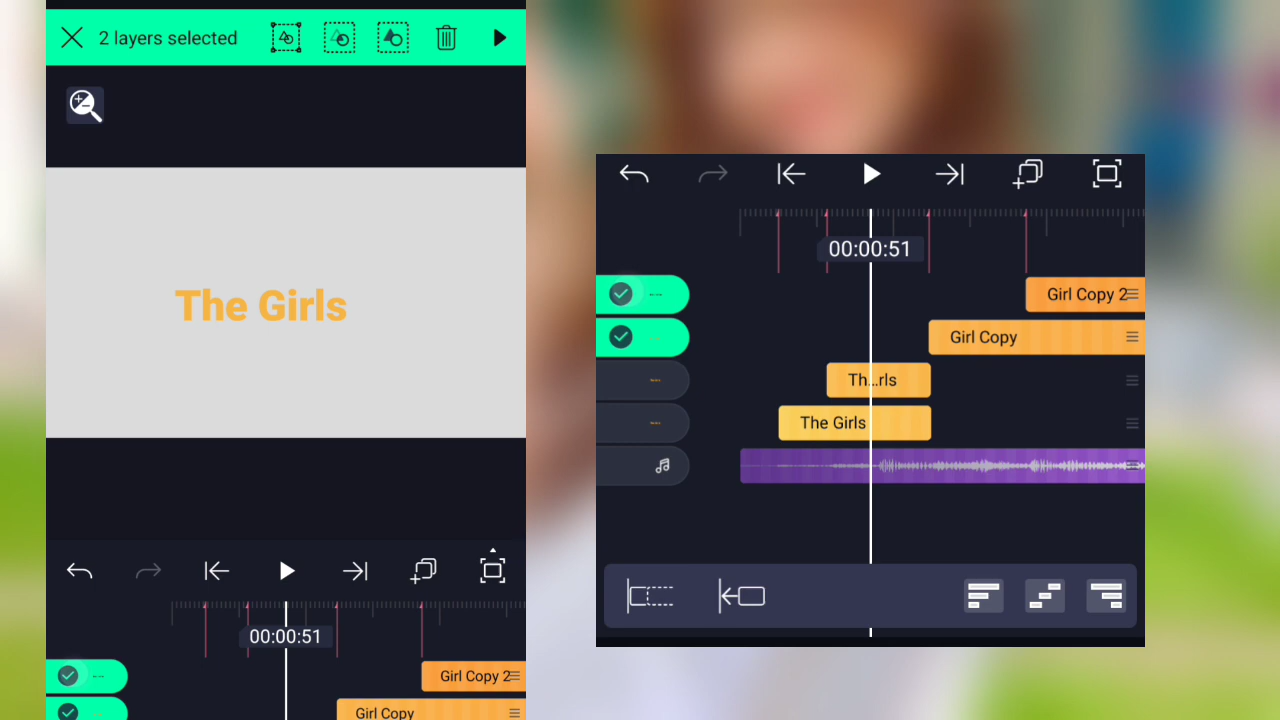 2 layers selected
The Girls
00:00:51
Girl Copy 2
Girl Copy
00:00:51
Girl Copy 2
Girl Copy
Th...rls
The Girls